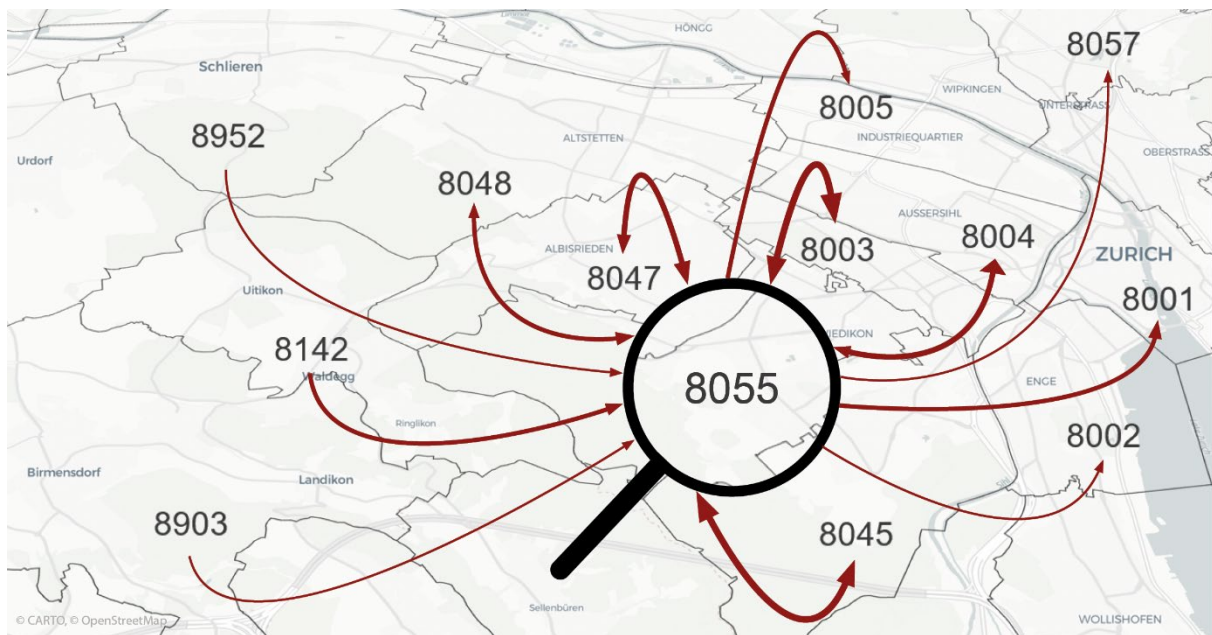 HÖNGG
8057
Schlieren
WIPKINGEN
8005
UNTERSTRASS
8952
ALTSTETTEN
INDUSTRIEQUARTIER
OBERSTRASS
Urdorf
8048
AUSSERSIHL
8004
ALBISRIEDEN
8003
ZURICH
8047
Uitikon
8001
WIEDIKON
8142
Waldegg
8055
ENGE
Ringlikon
8002
Birmensdorf
Landikon
8903
8045
Sellenbüren
WOLLISHOFEN
© CARTO, © OpenStreetMap